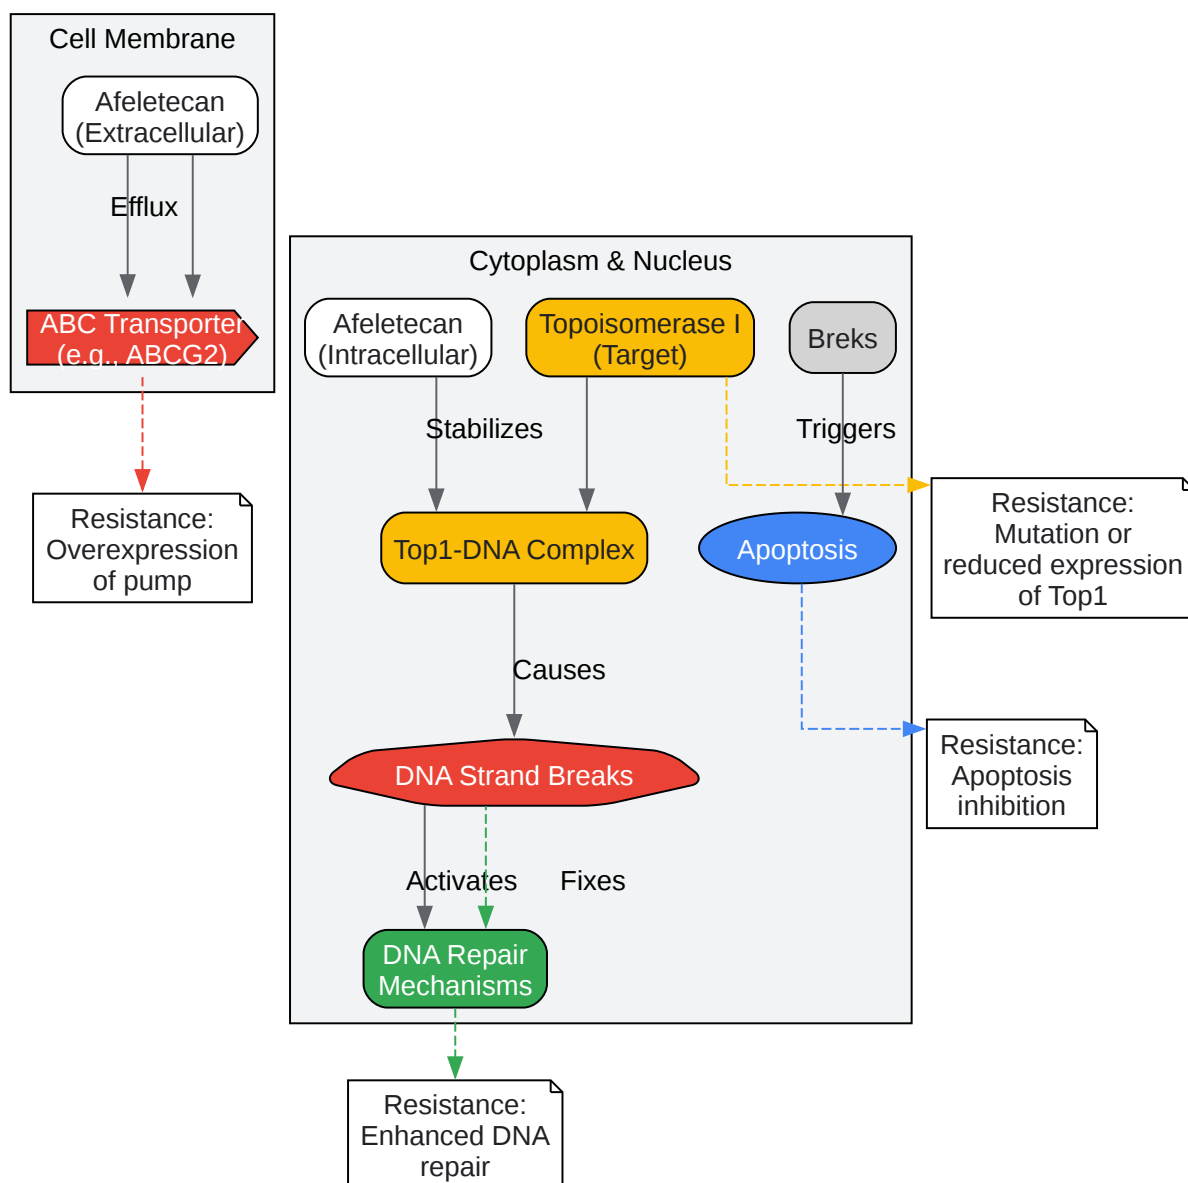 Cell Membrane
Afeletecan
(Extracellular)
Efflux
ABC Transporter
(e.g., ABCG2)
Resistance:
Overexpression
of pump
Cytoplasm & Nucleus
Afeletecan
(Intracellular)
Topoisomerase I
(Target)
Breks
Stabilizes
Triggers
Top1-DNA Complex
Apoptosis
Resistance:
Mutation or
reduced expression
of Top1
Causes
DNA Strand Breaks
Resistance:
Apoptosis
inhibition
Activates
Fixes
DNA Repair
Mechanisms
Resistance:
Enhanced DNA
repair